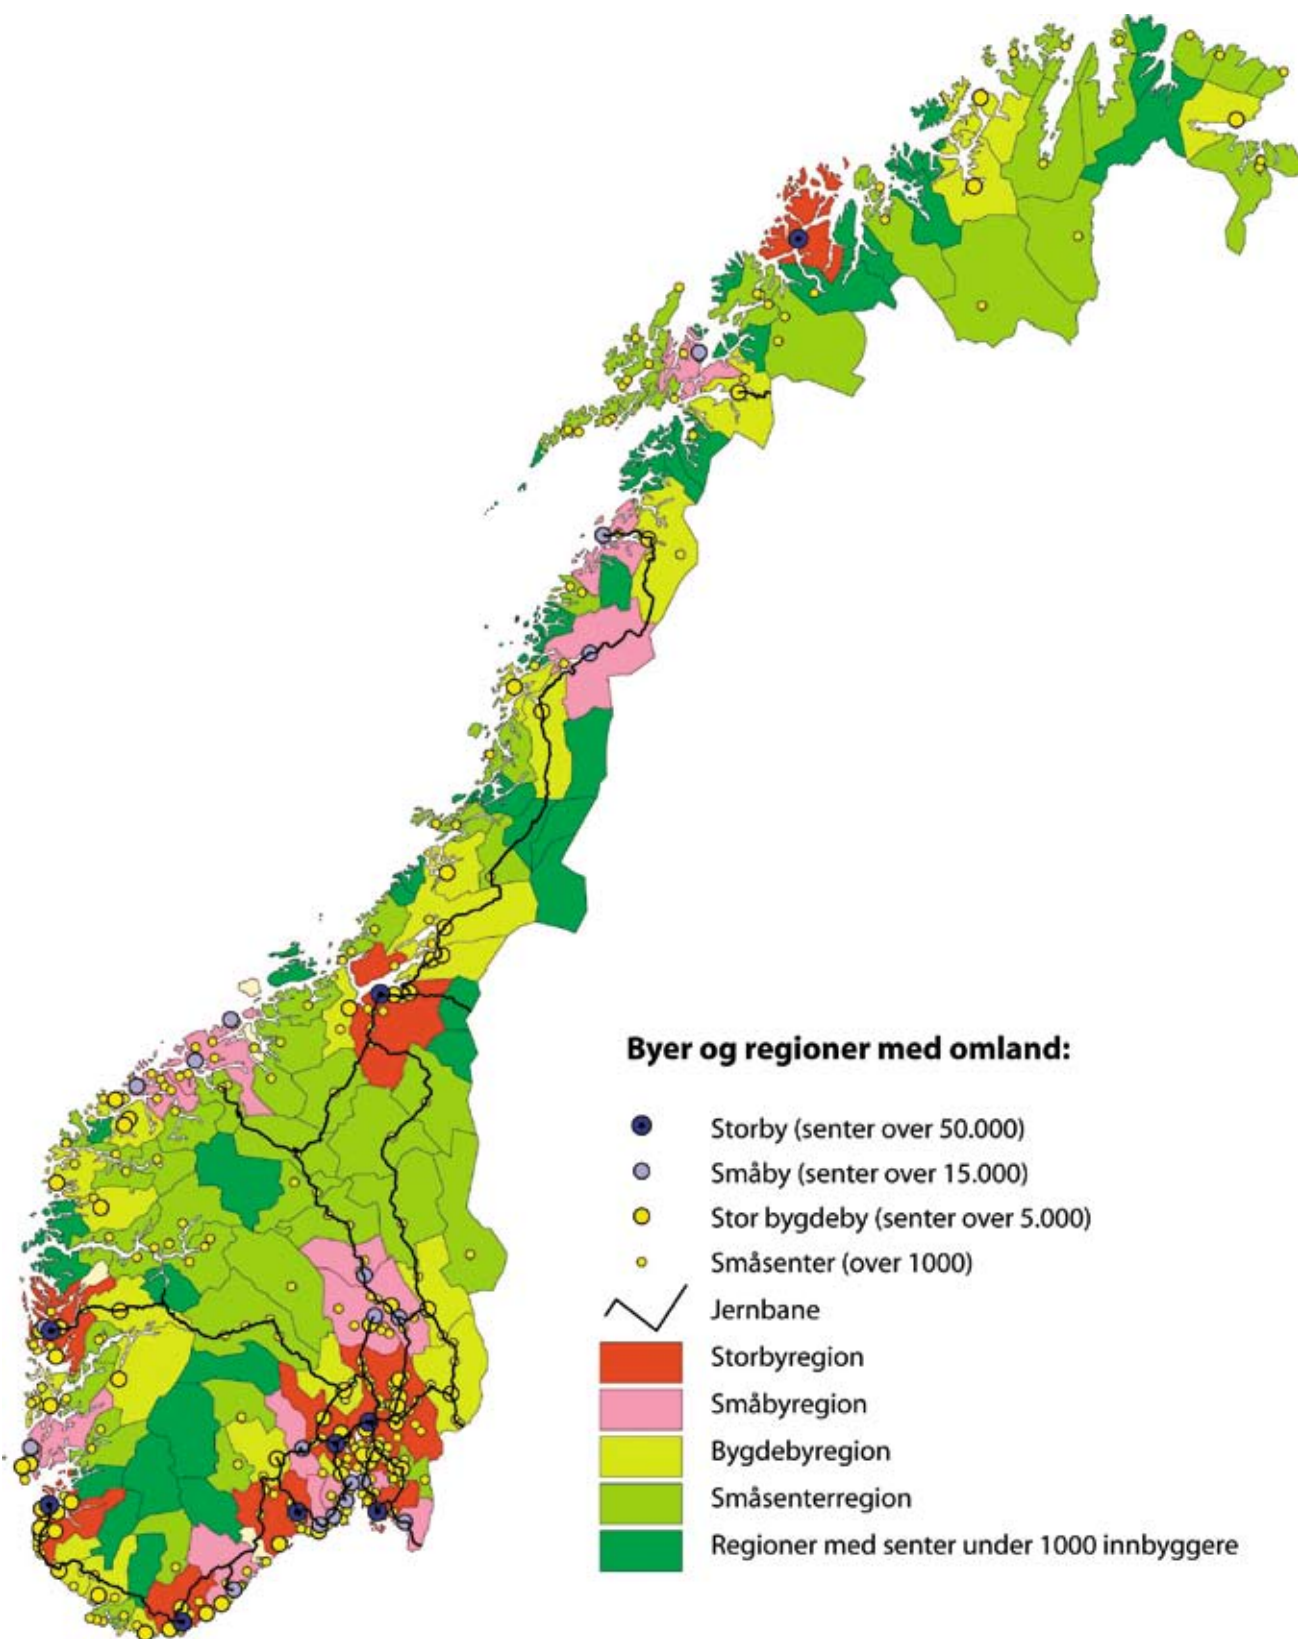 Byer og regioner med omland:
Storby (senter over 50.000)
Småby (senter over 15.000)
Stor bygdeby (senter over 5.000)
Småsenter (over 1000)
Jernbane
Storbyregion
Småbyregion
Bygdebyregion
Småsenterregion
Regioner med senter under 1000 innbyggere